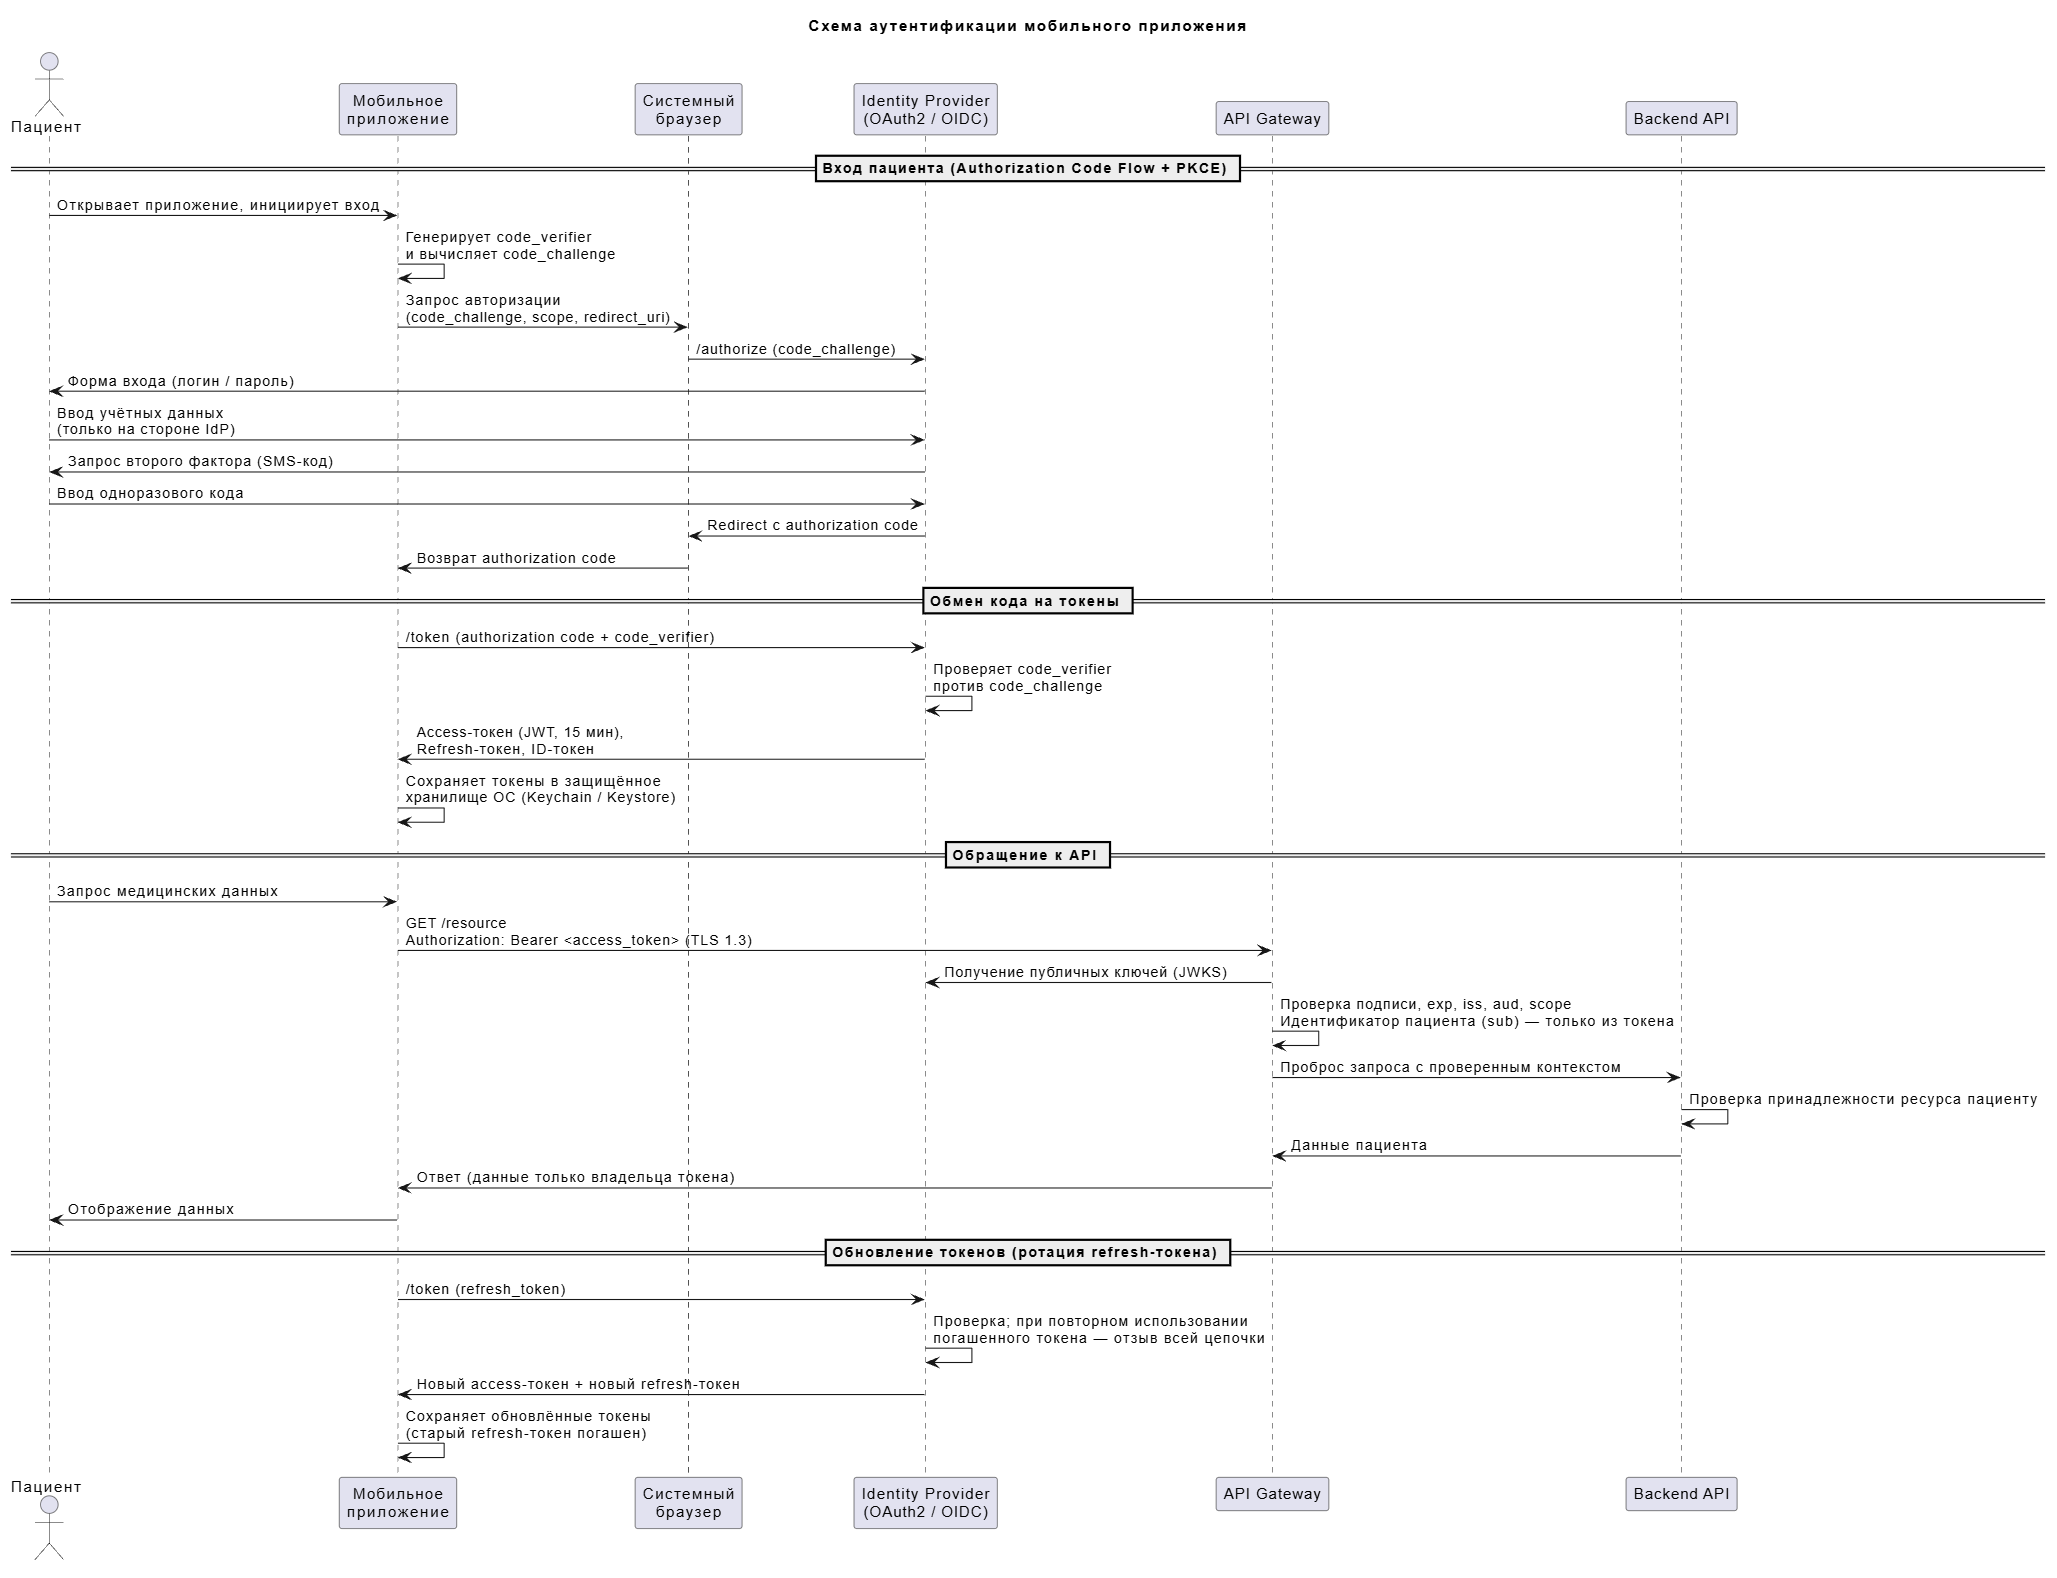 Схема аутентификации мобильного приложения
Пациент
Мобильное
приложение
Системный
браузер
Identity Provider
(OAuth2 / OIDC)
API Gateway
Backend API
Вход пациента (Authorization Code Flow + PKCE)
Открывает приложение, инициирует вход
Генерирует code_verifier
и вычисляет code_challenge
Запрос авторизации
(code_challenge, scope, redirect_uri)
/authorize (code_challenge)
Форма входа (логин / пароль)
Ввод учётных данных
(только на стороне IdP)
Запрос второго фактора (SMS-код)
Ввод одноразового кода
Redirect с authorization code
Возврат authorization code
Обмен кода на токены
/token (authorization code + code_verifier)
Проверяет code_verifier
против code_challenge
Access-токен (JWT, 15 мин),
Refresh-токен, ID-токен
Сохраняет токены в защищённое
хранилище ОС (Keychain / Keystore)
Обращение к API
Запрос медицинских данных
GET /resource
Authorization: Bearer <access_token> (TLS 1.3)
Получение публичных ключей (JWKS)
Проверка подписи, exp, iss, aud, scope
Идентификатор пациента (sub) — только из токена
Проброс запроса с проверенным контекстом
Проверка принадлежности ресурса пациенту
Данные пациента
Ответ (данные только владельца токена)
Отображение данных
Обновление токенов (ротация refresh-токена)
/token (refresh_token)
Проверка; при повторном использовании
погашенного токена — отзыв всей цепочки
Новый access-токен + новый refresh-токен
Сохраняет обновлённые токены
(старый refresh-токен погашен)
Пациент
Мобильное
приложение
Системный
браузер
Identity Provider
(OAuth2 / OIDC)
API Gateway
Backend API